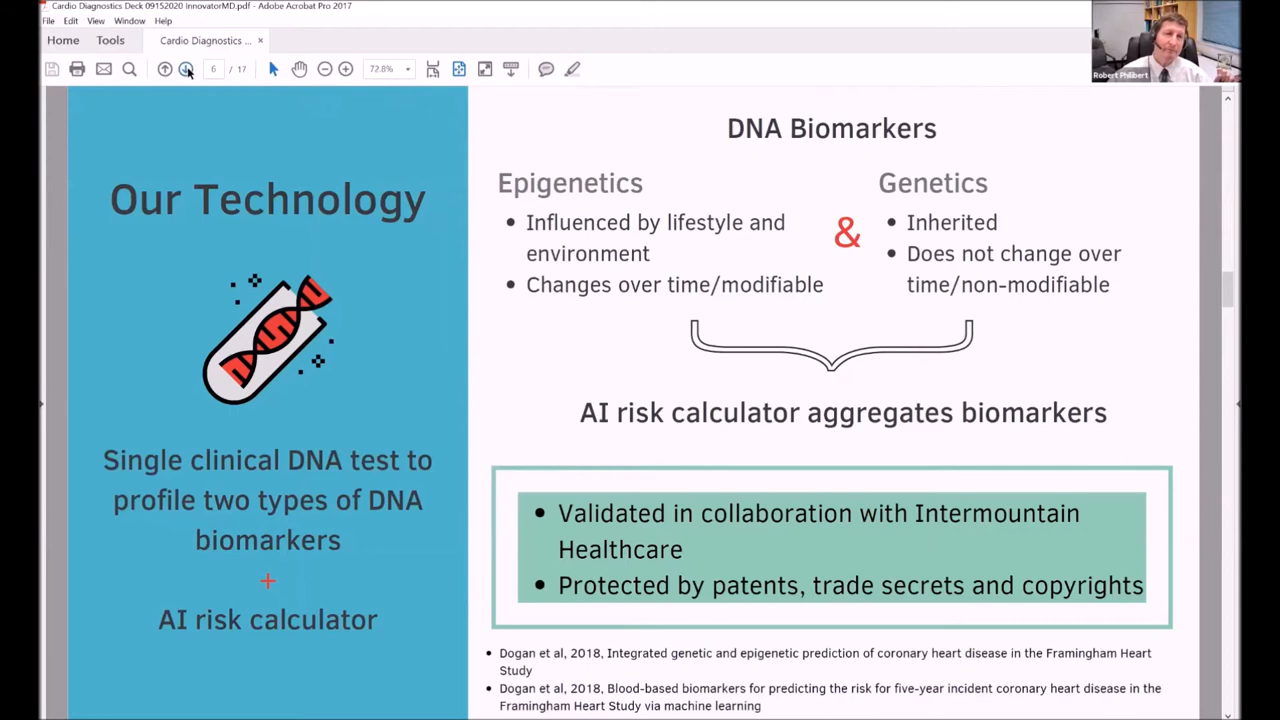 Cardio Diagnostics Deck 09152020 InnovatorMD.pdf - Adobe Acrobat Pro 2017
File Edit View Window Help
Home Tools Cardio Diagnostics ... ×
6 / 17 72.8%
Robert Philibert
Our Technology
Single clinical DNA test to
profile two types of DNA
biomarkers
+
AI risk calculator
DNA Biomarkers
Epigenetics
• Influenced by lifestyle and
environment
• Changes over time/modifiable
&
Genetics
• Inherited
• Does not change over
time/non-modifiable
AI risk calculator aggregates biomarkers
• Validated in collaboration with Intermountain
Healthcare
• Protected by patents, trade secrets and copyrights
• Dogan et al, 2018, Integrated genetic and epigenetic prediction of coronary heart disease in the Framingham Heart
Study
• Dogan et al, 2018, Blood-based biomarkers for predicting the risk for five-year incident coronary heart disease in the
Framingham Heart Study via machine learning